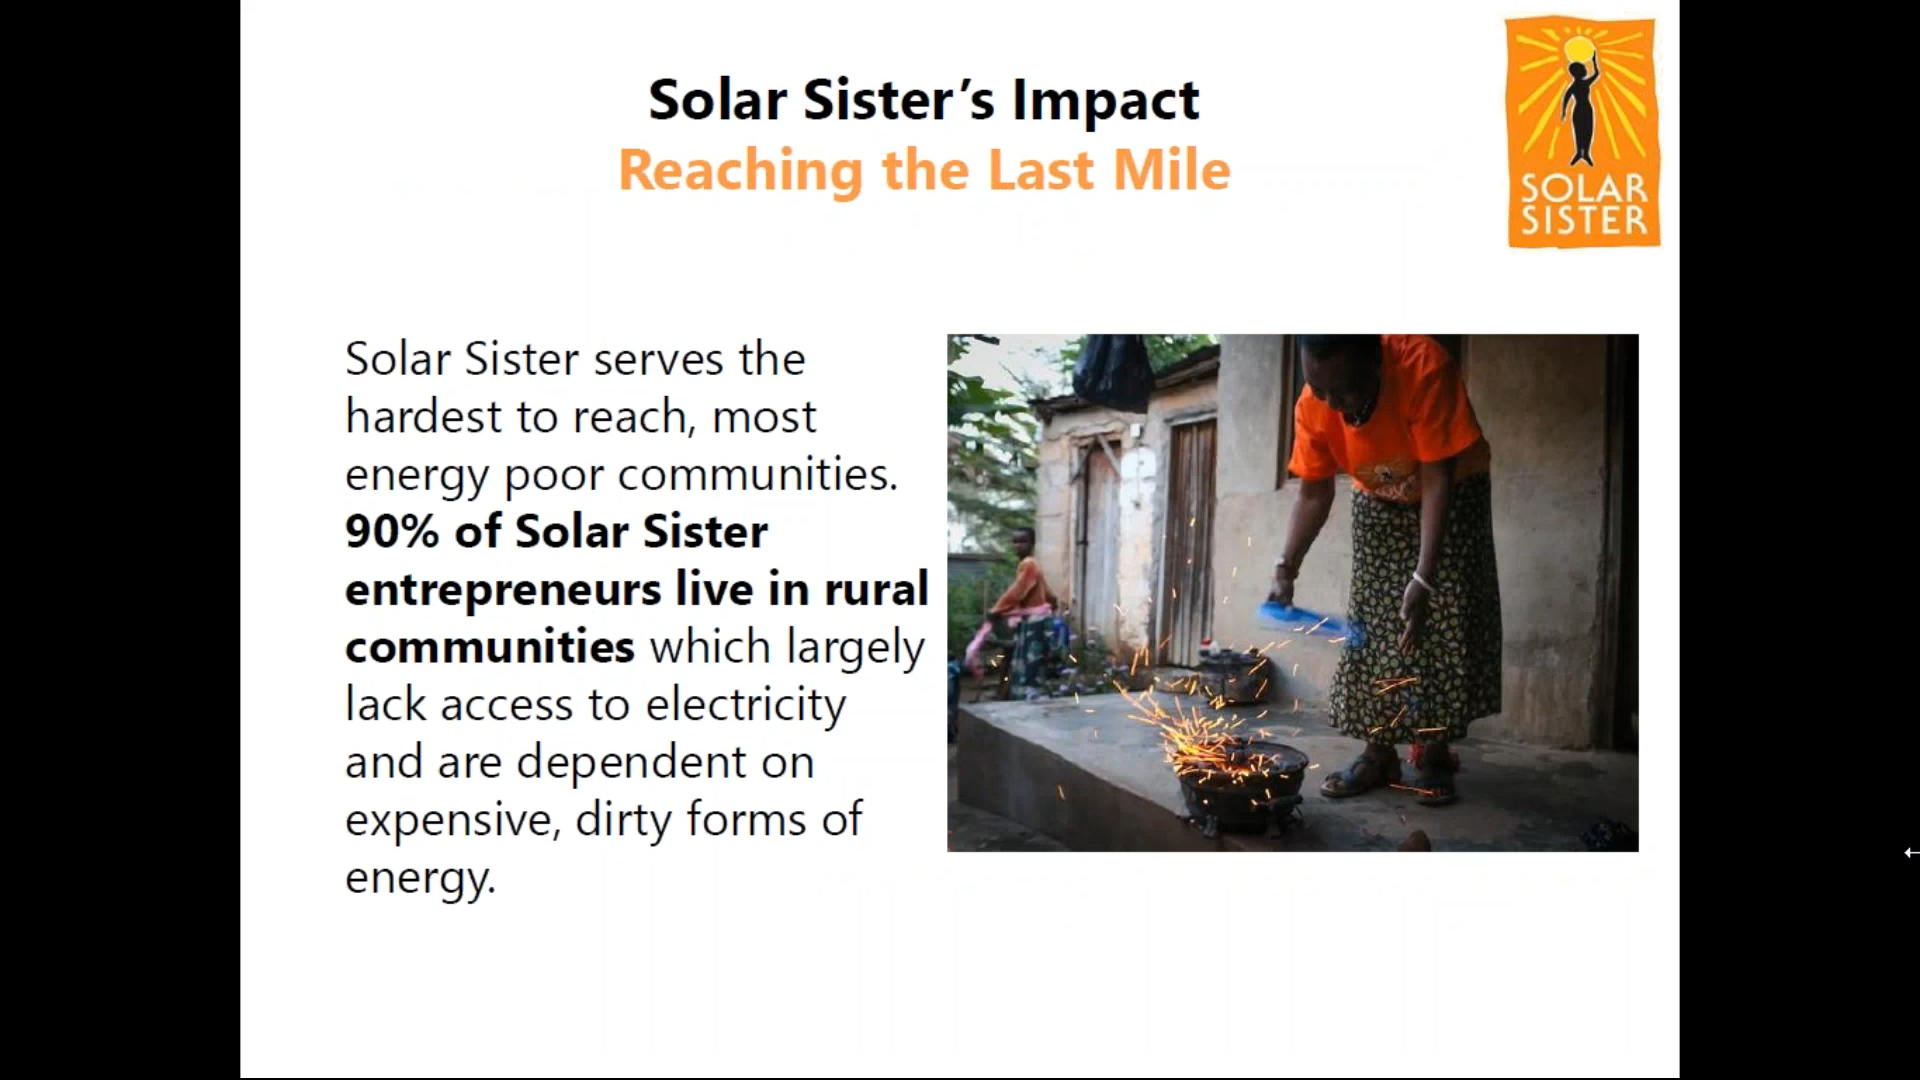 Solar Sister’s Impact
Reaching the Last Mile
SOLAR
SISTER
Solar Sister serves the
hardest to reach, most
energy poor communities.
90% of Solar Sister
entrepreneurs live in rural
communities which largely
lack access to electricity
and are dependent on
expensive, dirty forms of
energy.